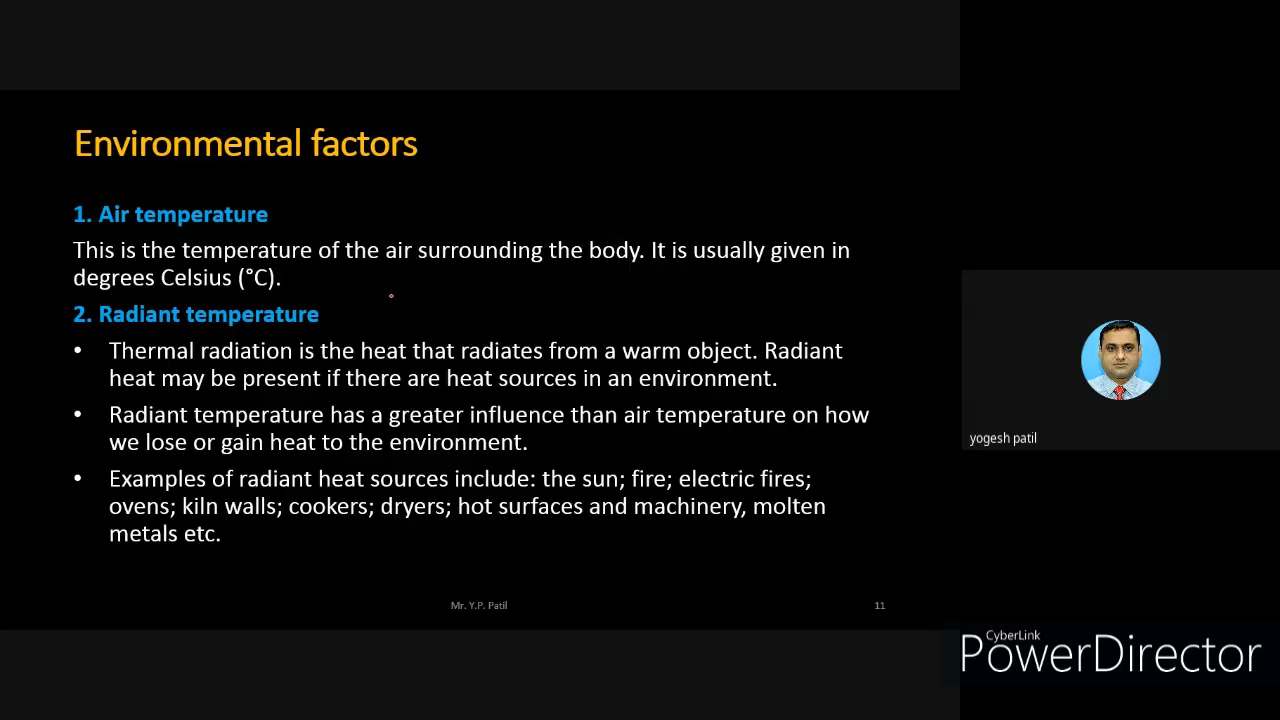 Environmental factors
1. Air temperature
This is the temperature of the air surrounding the body. It is usually given in
degrees Celsius (°C).
2. Radiant temperature
• Thermal radiation is the heat that radiates from a warm object. Radiant
heat may be present if there are heat sources in an environment.
• Radiant temperature has a greater influence than air temperature on how
we lose or gain heat to the environment.
• Examples of radiant heat sources include: the sun; fire; electric fires;
ovens; kiln walls; cookers; dryers; hot surfaces and machinery, molten
metals etc.
Mr. Y.P. Patil
11
yogesh patil
CyberLink
PowerDirector